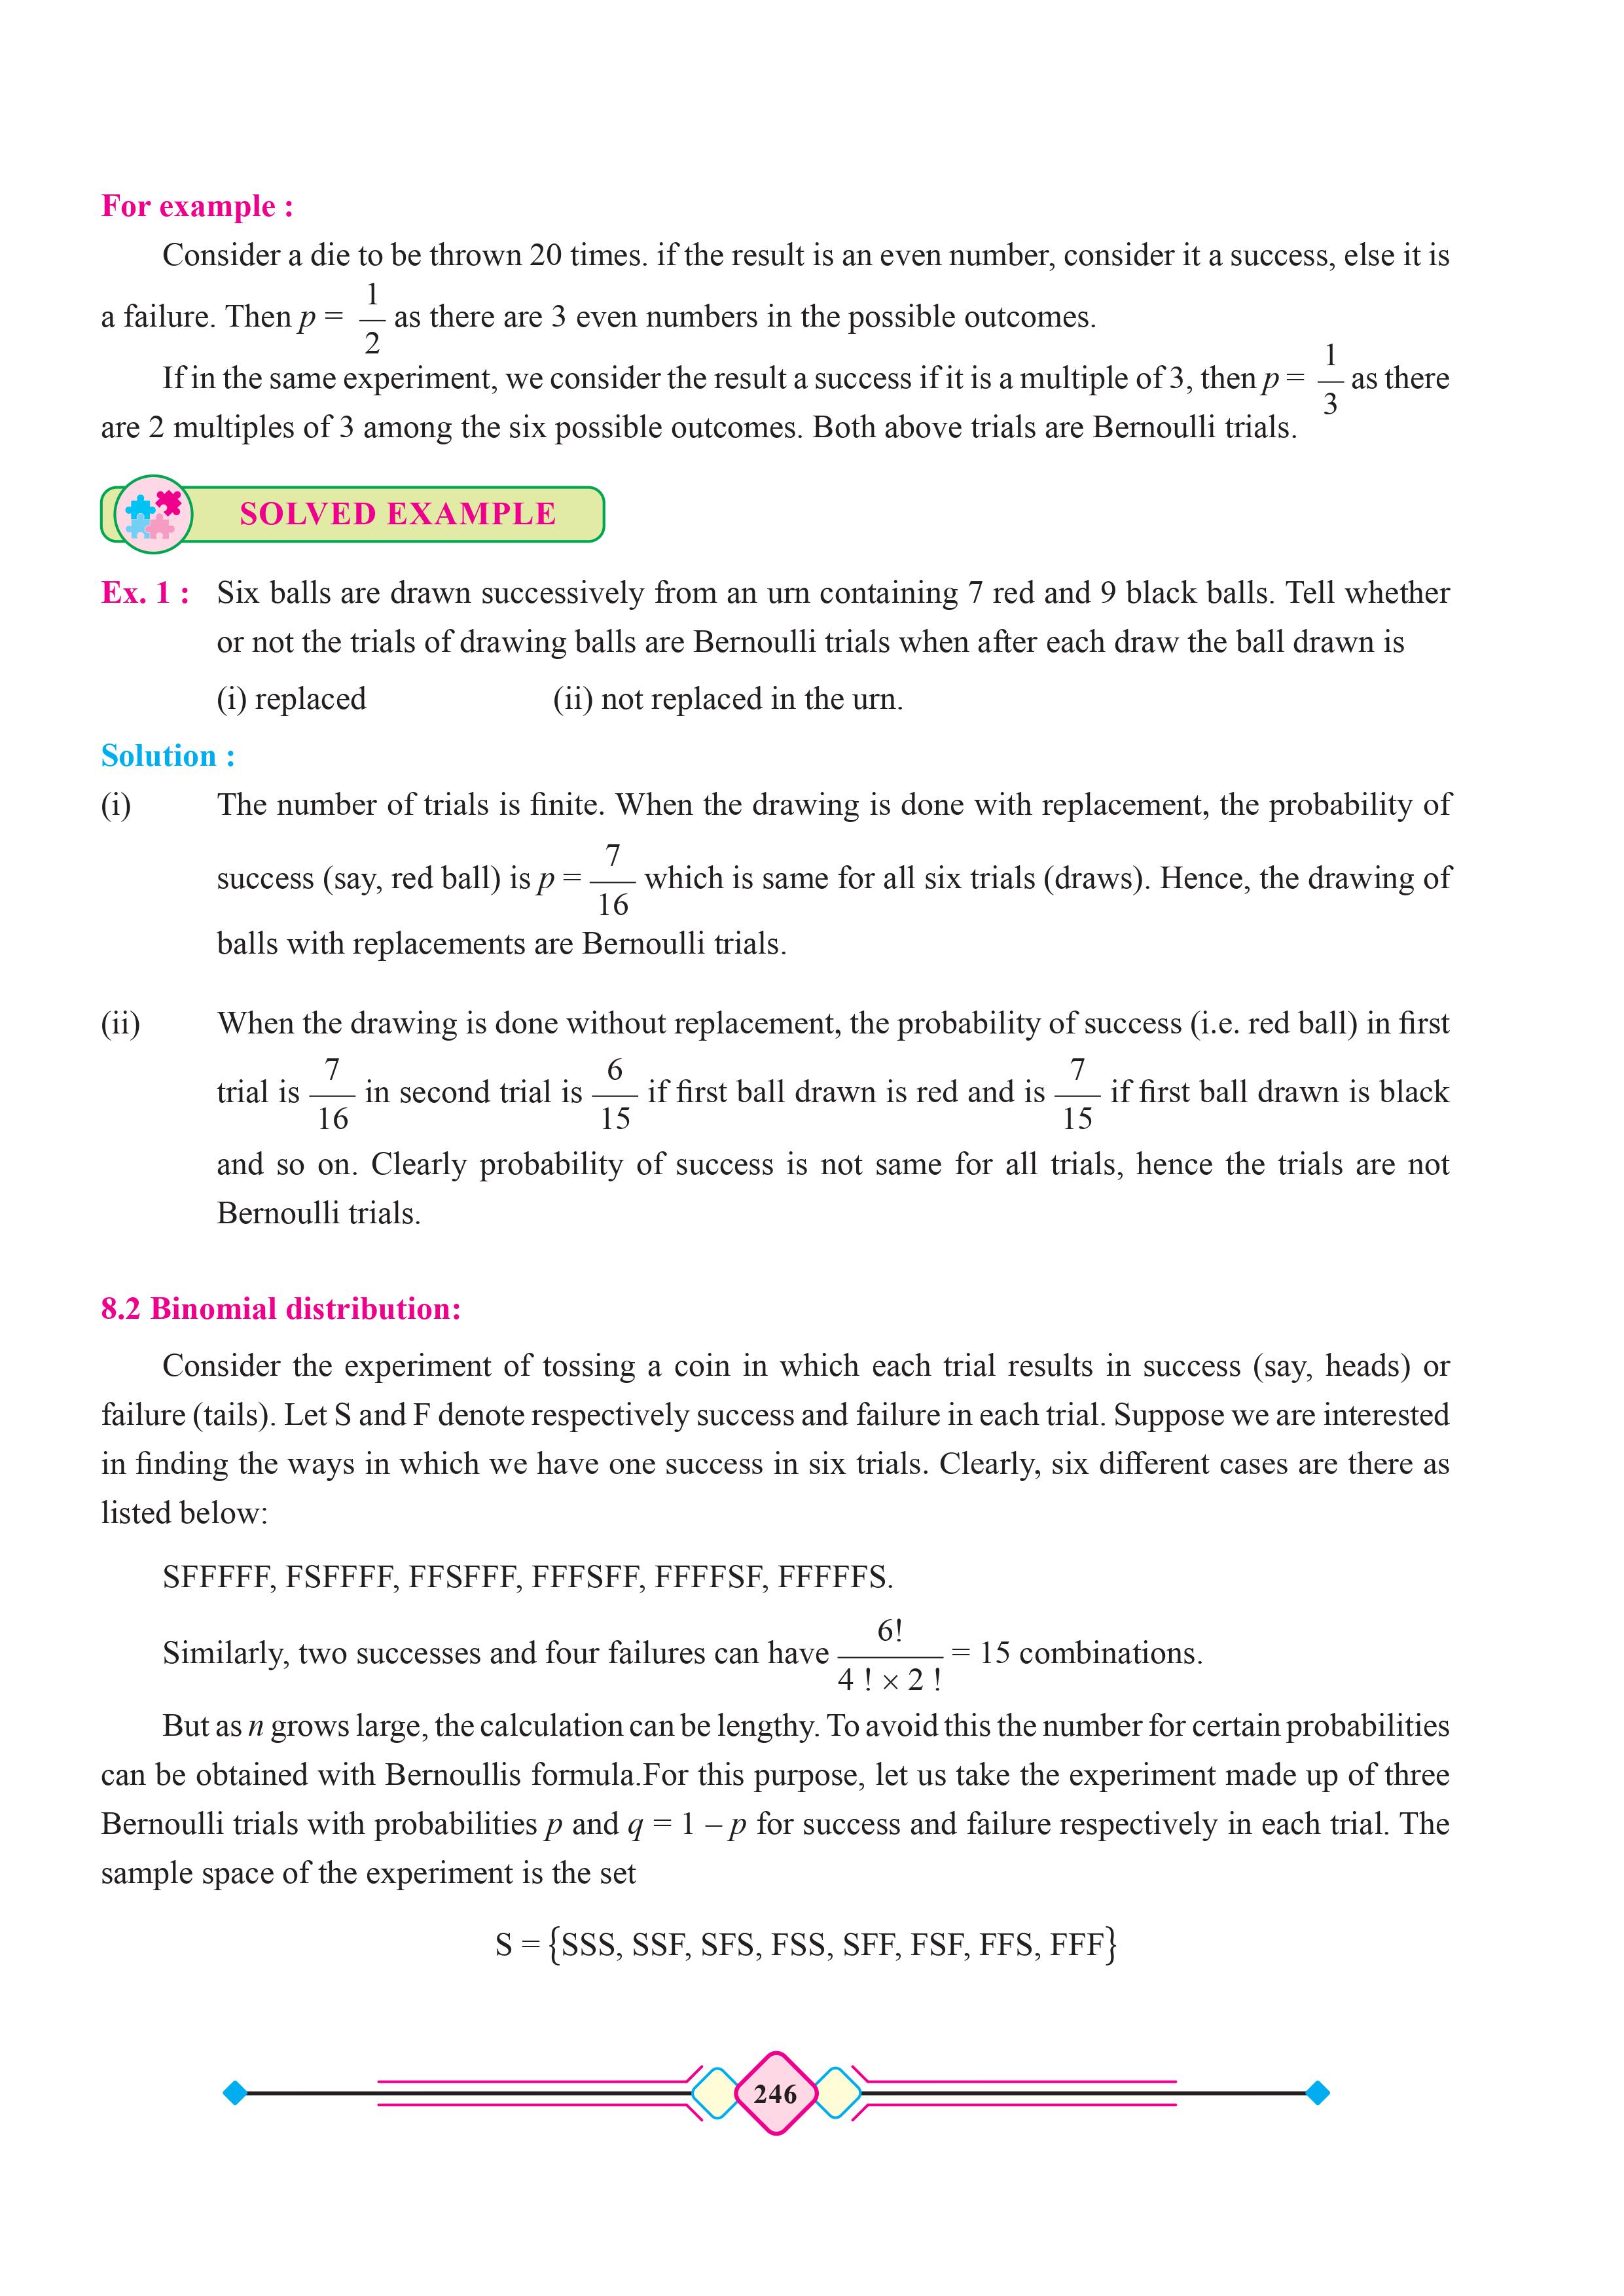 For example :
Consider a die to be thrown 20 times. if the result is an even number, consider it a success, else it is
a failure. Then p = 1/2 as there are 3 even numbers in the possible outcomes.
If in the same experiment, we consider the result a success if it is a multiple of 3, then p = 1/3 as there
are 2 multiples of 3 among the six possible outcomes. Both above trials are Bernoulli trials.
SOLVED EXAMPLE
Ex. 1 : Six balls are drawn successively from an urn containing 7 red and 9 black balls. Tell whether
or not the trials of drawing balls are Bernoulli trials when after each draw the ball drawn is
(i) replaced (ii) not replaced in the urn.
Solution :
(i) The number of trials is finite. When the drawing is done with replacement, the probability of
success (say, red ball) is p = 7/16 which is same for all six trials (draws). Hence, the drawing of
balls with replacements are Bernoulli trials.
(ii) When the drawing is done without replacement, the probability of success (i.e. red ball) in first
trial is 7/16 in second trial is 6/15 if first ball drawn is red and is 7/15 if first ball drawn is black
and so on. Clearly probability of success is not same for all trials, hence the trials are not
Bernoulli trials.
8.2 Binomial distribution:
Consider the experiment of tossing a coin in which each trial results in success (say, heads) or
failure (tails). Let S and F denote respectively success and failure in each trial. Suppose we are interested
in finding the ways in which we have one success in six trials. Clearly, six different cases are there as
listed below:
SFFFFF, FSFFFF, FFSFFF, FFFSFF, FFFFSF, FFFFFS.
Similarly, two successes and four failures can have 6!/(4 ! × 2 !) = 15 combinations.
But as n grows large, the calculation can be lengthy. To avoid this the number for certain probabilities
can be obtained with Bernoullis formula.For this purpose, let us take the experiment made up of three
Bernoulli trials with probabilities p and q = 1 – p for success and failure respectively in each trial. The
sample space of the experiment is the set
S = {SSS, SSF, SFS, FSS, SFF, FSF, FFS, FFF}
246